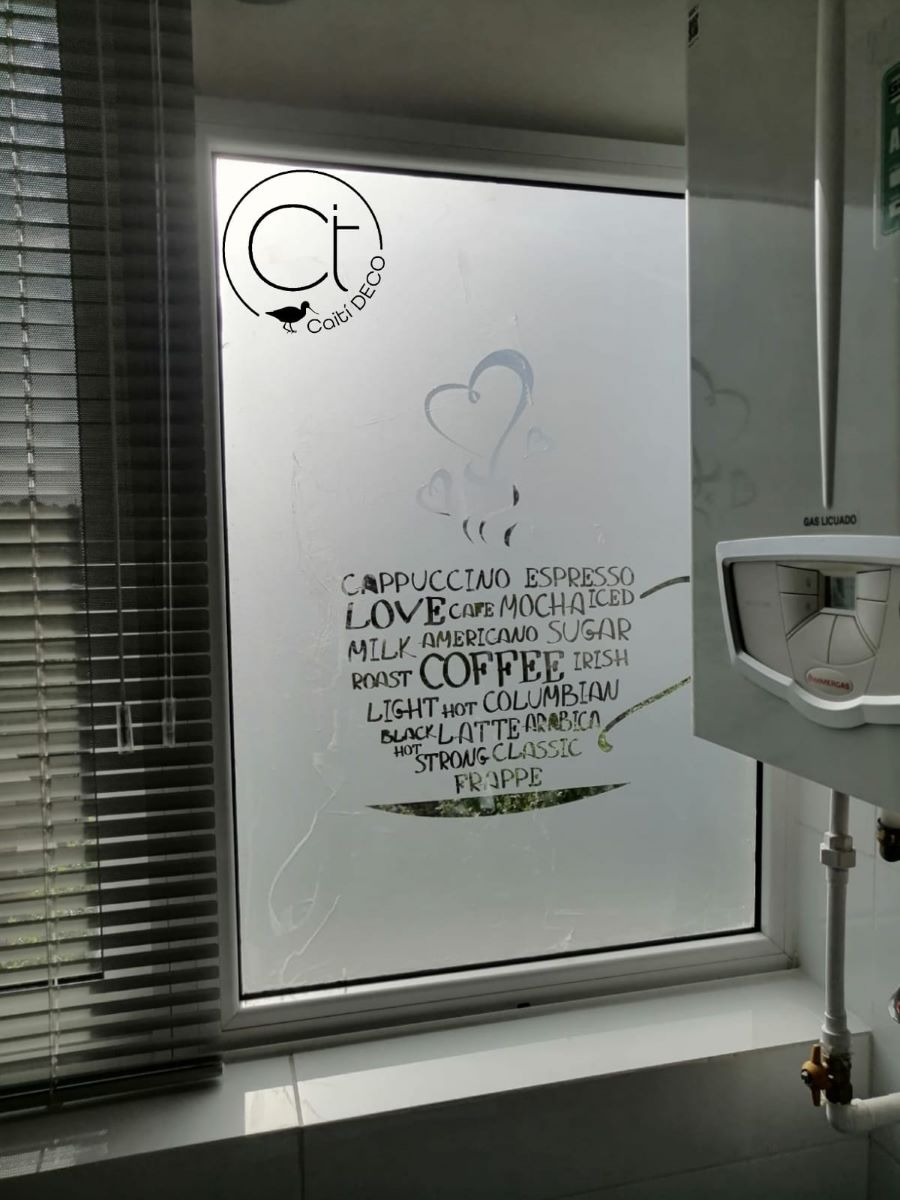 Ct
Caití DECO
GAS LICUADO
CAPPUCCINO ESPRESSO
LOVE CAFE MOCHA ICED
MILK AMERICANO SUGAR
ROAST COFFEE IRISH
LIGHT HOT COLUMBIAN
BLACK LATTE ARABICA
HOT STRONG CLASSIC
FRAPPE